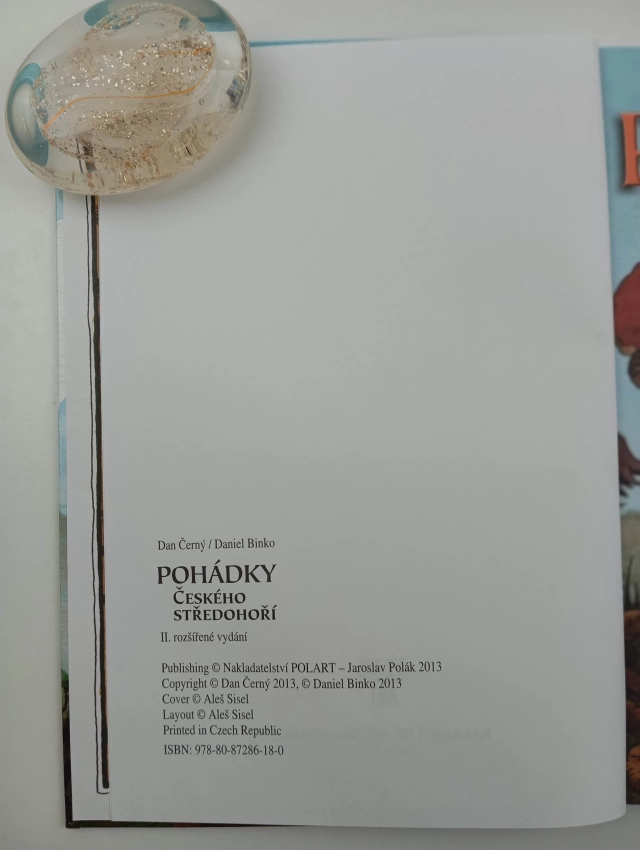 Dan Černý / Daniel Binko
POHÁDKY
ČESKÉHO
STŘEDOHOŘÍ
II. rozšířené vydání
Publishing © Nakladatelství POLART – Jaroslav Polák 2013
Copyright © Dan Černý 2013, © Daniel Binko 2013
Cover © Aleš Sisel
Layout © Aleš Sisel
Printed in Czech Republic
ISBN: 978-80-87286-18-0